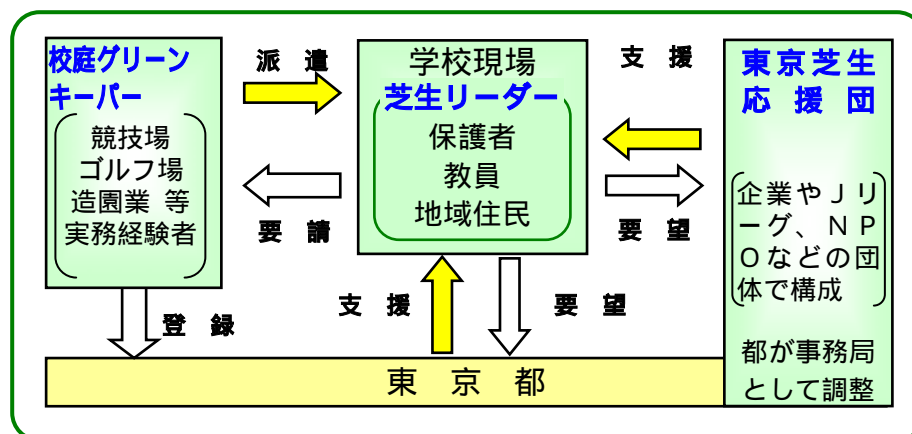 校庭グリーン
キーパー
競技場
ゴルフ場
造園業 等
実務経験者
派 遣
要 請
登 録
学校現場
芝生リーダー
保護者
教員
地域住民
支 援
要 望
支 援
要 望
東京芝生
応 援 団
企業やＪリ
ーグ、ＮＰ
Ｏなどの団
体で構成
都が事務局
として調整
東 京 都